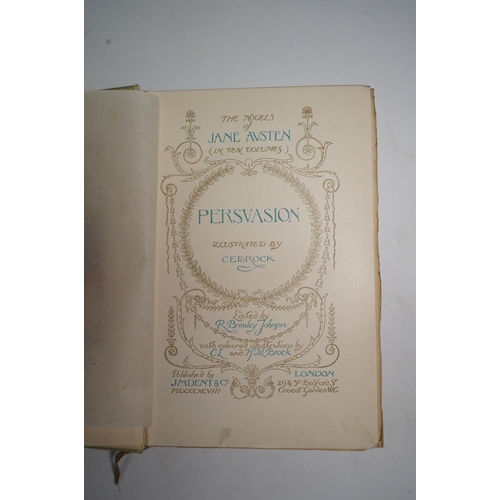 THE NOVELS
of
JANE AVSTEN
(IN TEN VOLUMES)
PERSVASION
ILLUSTRATED BY
C.E. BROCK
Edited by
R. Brimley Johnson
with coloured illustrations by
C.E. and H.M. Brock
Published by
J.M. DENT & Co
MDCCCXCVIII
LONDON
29 & 30 Bedford St
Covent Garden W.C